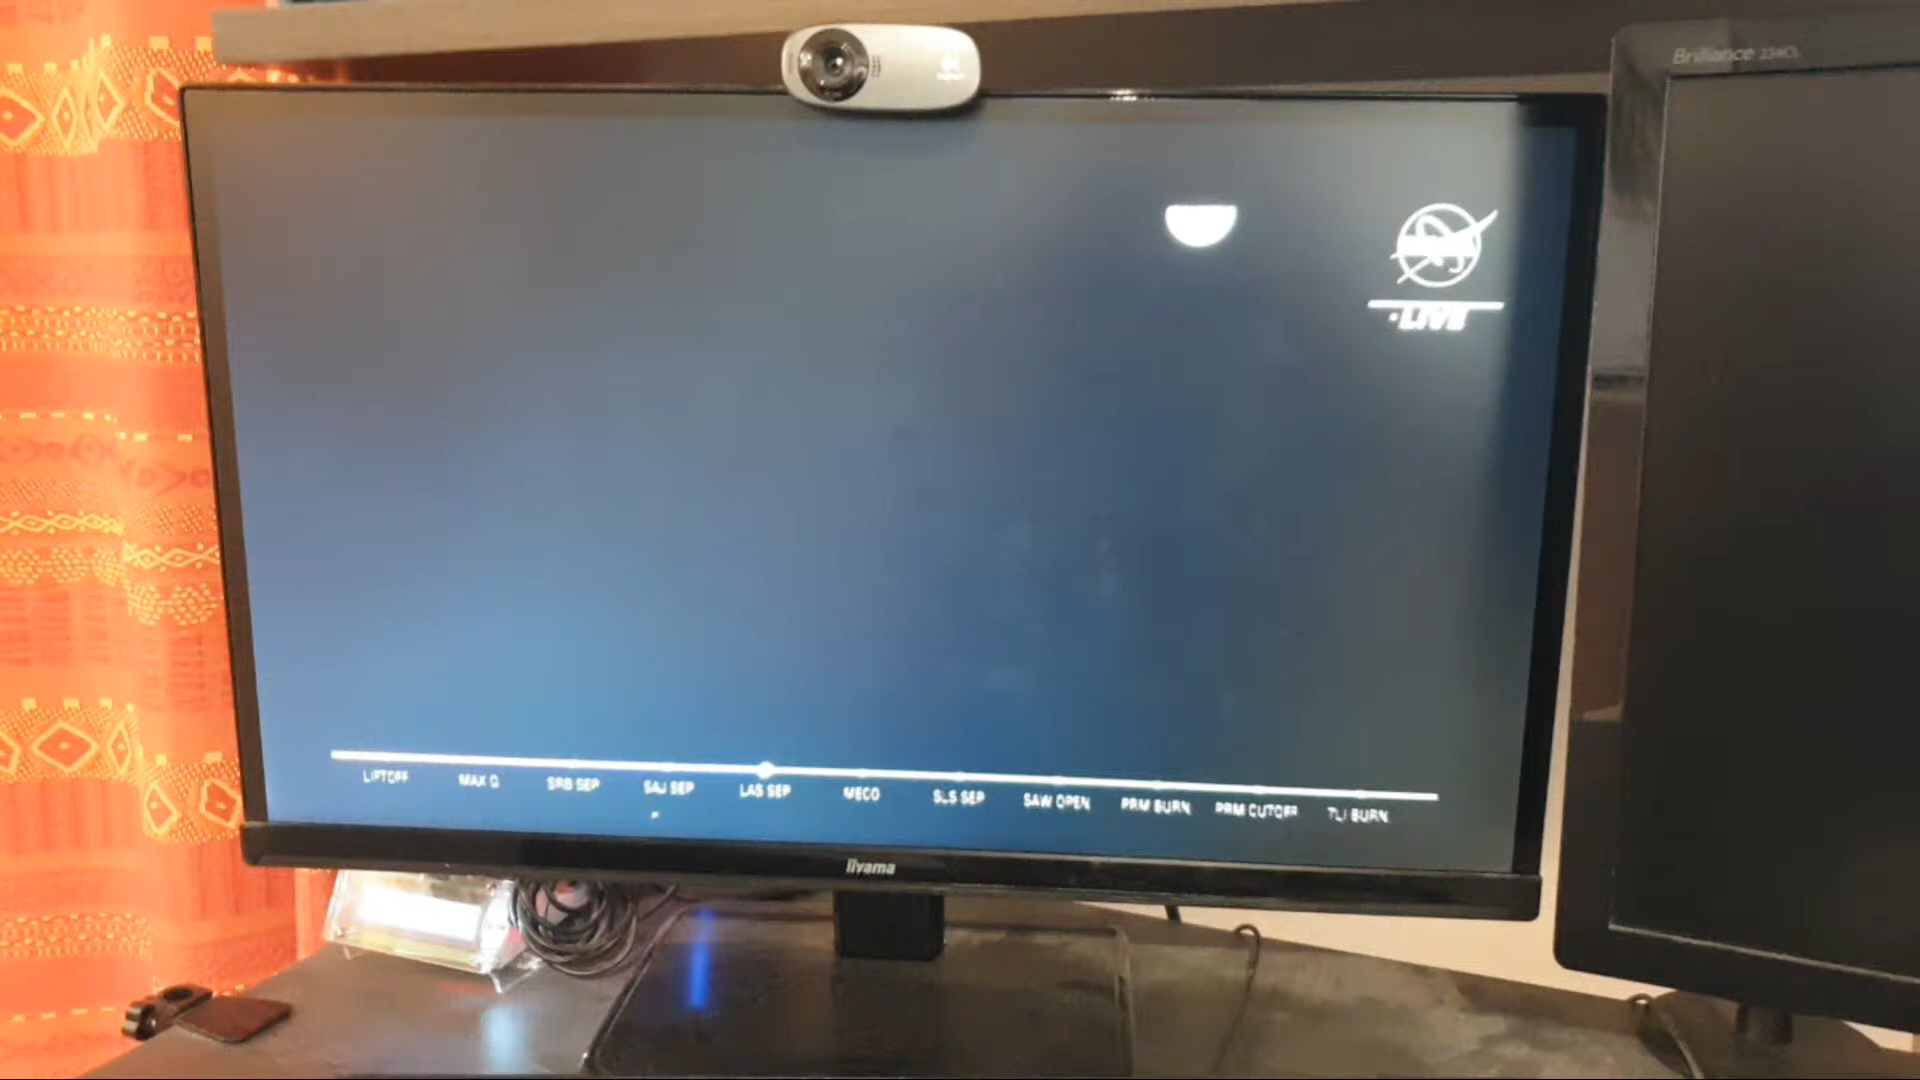 Brilliance
LIVE
LIFTOFF
MAX Q
SRB SEP
SAJ SEP
LAS SEP
MECO
SLS SEP
SAW OPEN
PRM BURN
PRM CUTOFF
TLI BURN
iiyama